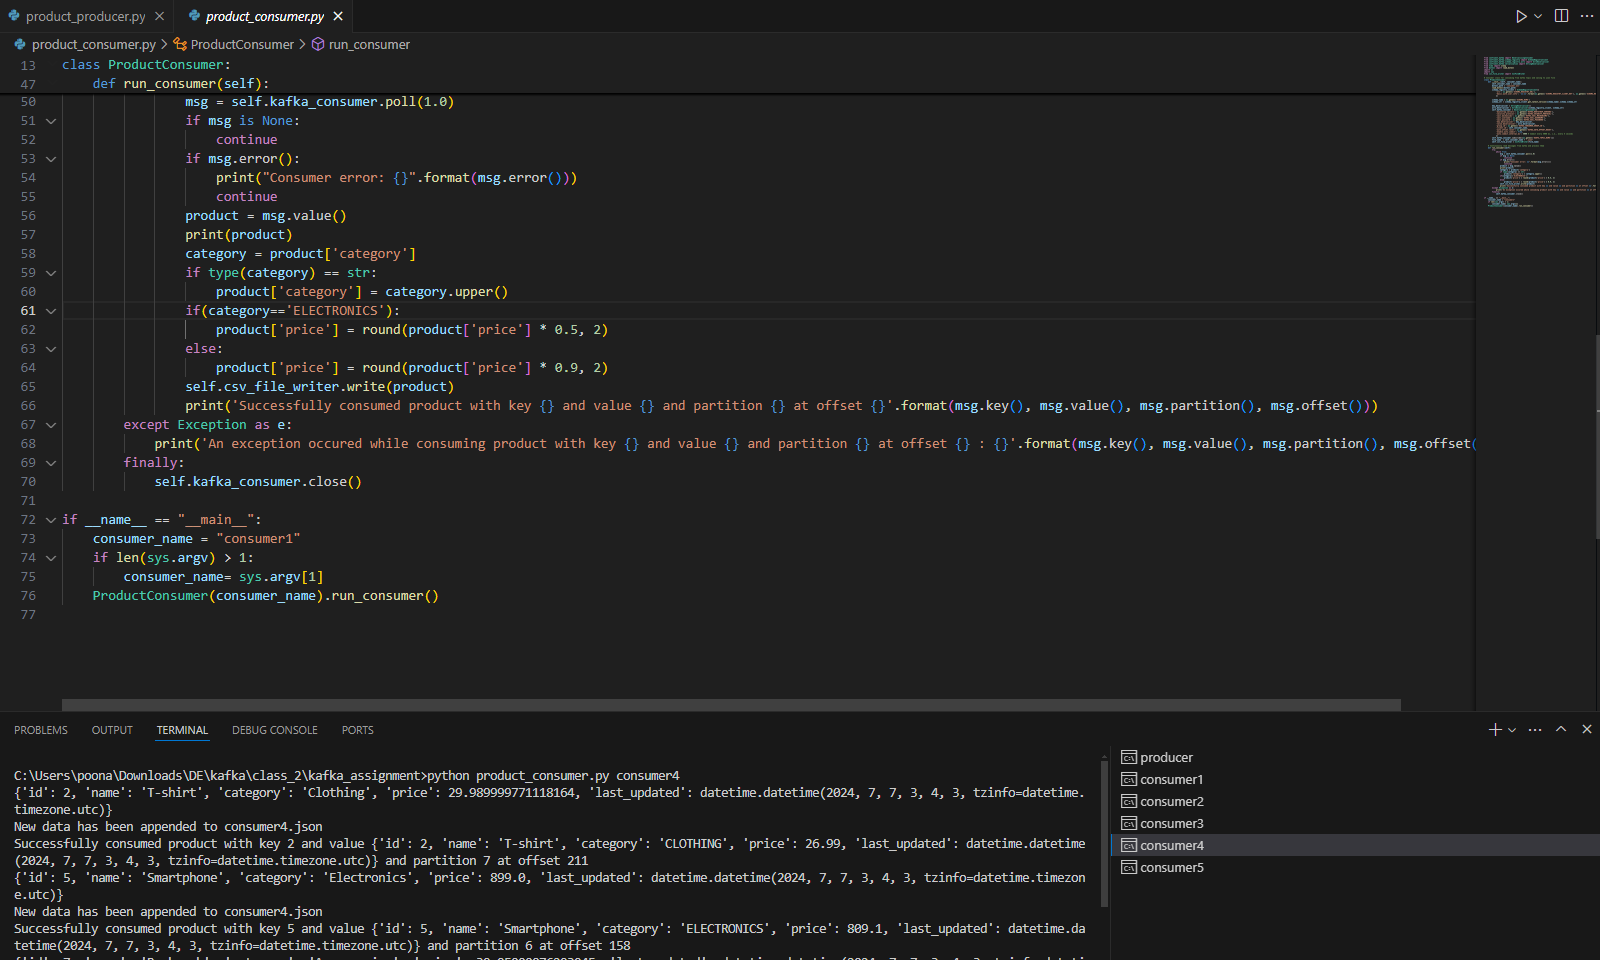 product_producer.py
product_consumer.py
product_consumer.py > ProductConsumer > run_consumer
13 class ProductConsumer:
47 def run_consumer(self):
50 msg = self.kafka_consumer.poll(1.0)
51 if msg is None:
52 continue
53 if msg.error():
54 print("Consumer error: {}".format(msg.error()))
55 continue
56 product = msg.value()
57 print(product)
58 category = product['category']
59 if type(category) == str:
60 product['category'] = category.upper()
61 if(category=='ELECTRONICS'):
62 product['price'] = round(product['price'] * 0.5, 2)
63 else:
64 product['price'] = round(product['price'] * 0.9, 2)
65 self.csv_file_writer.write(product)
66 print('Successfully consumed product with key {} and value {} and partition {} at offset {}'.format(msg.key(), msg.value(), msg.partition(), msg.offset()))
67 except Exception as e:
68 print('An exception occured while consuming product with key {} and value {} and partition {} at offset {} : {}'.format(msg.key(), msg.value(), msg.partition(), msg.offset(
69 finally:
70 self.kafka_consumer.close()
71
72 if __name__ == "__main__":
73 consumer_name = "consumer1"
74 if len(sys.argv) > 1:
75 consumer_name= sys.argv[1]
76 ProductConsumer(consumer_name).run_consumer()
77
PROBLEMS OUTPUT TERMINAL DEBUG CONSOLE PORTS
C:\Users\poona\Downloads\DE\kafka\class_2\kafka_assignment>python product_consumer.py consumer4
{'id': 2, 'name': 'T-shirt', 'category': 'Clothing', 'price': 29.989999771118164, 'last_updated': datetime.datetime(2024, 7, 7, 3, 4, 3, tzinfo=datetime.
timezone.utc)}
New data has been appended to consumer4.json
Successfully consumed product with key 2 and value {'id': 2, 'name': 'T-shirt', 'category': 'CLOTHING', 'price': 26.99, 'last_updated': datetime.datetime
(2024, 7, 7, 3, 4, 3, tzinfo=datetime.timezone.utc)} and partition 7 at offset 211
{'id': 5, 'name': 'Smartphone', 'category': 'Electronics', 'price': 899.0, 'last_updated': datetime.datetime(2024, 7, 7, 3, 4, 3, tzinfo=datetime.timezon
e.utc)}
New data has been appended to consumer4.json
Successfully consumed product with key 5 and value {'id': 5, 'name': 'Smartphone', 'category': 'ELECTRONICS', 'price': 809.1, 'last_updated': datetime.da
tetime(2024, 7, 7, 3, 4, 3, tzinfo=datetime.timezone.utc)} and partition 6 at offset 158
producer
consumer1
consumer2
consumer3
consumer4
consumer5